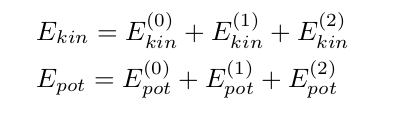 E_{kin} = E_{kin}^{(0)} + E_{kin}^{(1)} + E_{kin}^{(2)}
E_{pot} = E_{pot}^{(0)} + E_{pot}^{(1)} + E_{pot}^{(2)}